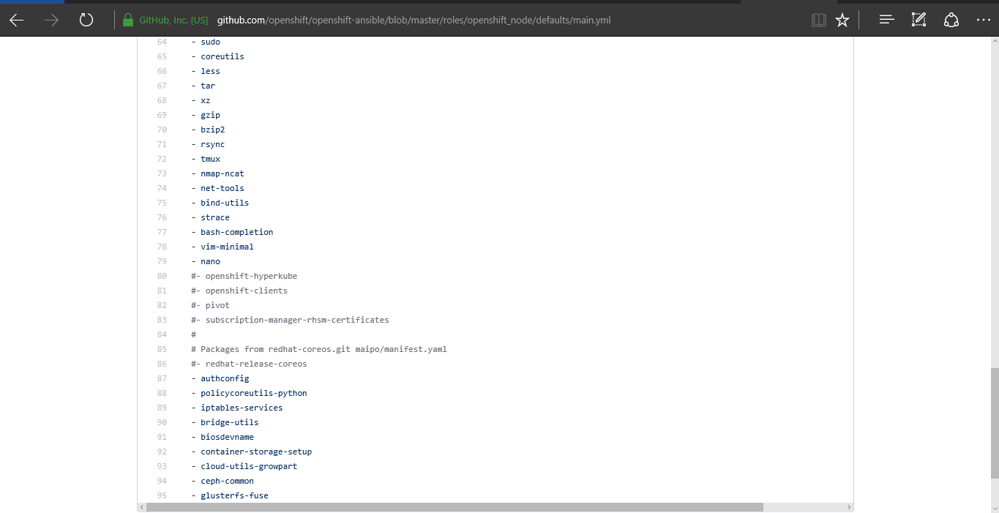 GitHub, Inc. [US] github.com/openshift/openshift-ansible/blob/master/roles/openshift_node/defaults/main.yml
64 - sudo
65 - coreutils
66 - less
67 - tar
68 - xz
69 - gzip
70 - bzip2
71 - rsync
72 - tmux
73 - nmap-ncat
74 - net-tools
75 - bind-utils
76 - strace
77 - bash-completion
78 - vim-minimal
79 - nano
80 #- openshift-hyperkube
81 #- openshift-clients
82 #- pivot
83 #- subscription-manager-rhsm-certificates
84 #
85 # Packages from redhat-coreos.git maipo/manifest.yaml
86 #- redhat-release-coreos
87 - authconfig
88 - policycoreutils-python
89 - iptables-services
90 - bridge-utils
91 - biosdevname
92 - container-storage-setup
93 - cloud-utils-growpart
94 - ceph-common
95 - glusterfs-fuse